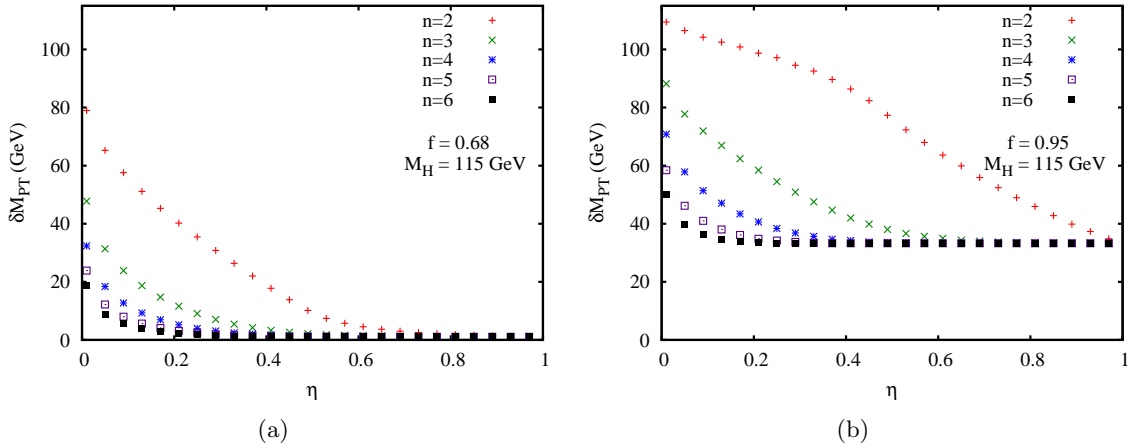 n=2
n=3
n=4
n=5
n=6
f = 0.68
M_H = 115 GeV
δM_PT (GeV)
0
20
40
60
80
100
0
0.2
0.4
0.6
0.8
1
η
(a)
n=2
n=3
n=4
n=5
n=6
f = 0.95
M_H = 115 GeV
δM_PT (GeV)
0
20
40
60
80
100
0
0.2
0.4
0.6
0.8
1
η
(b)